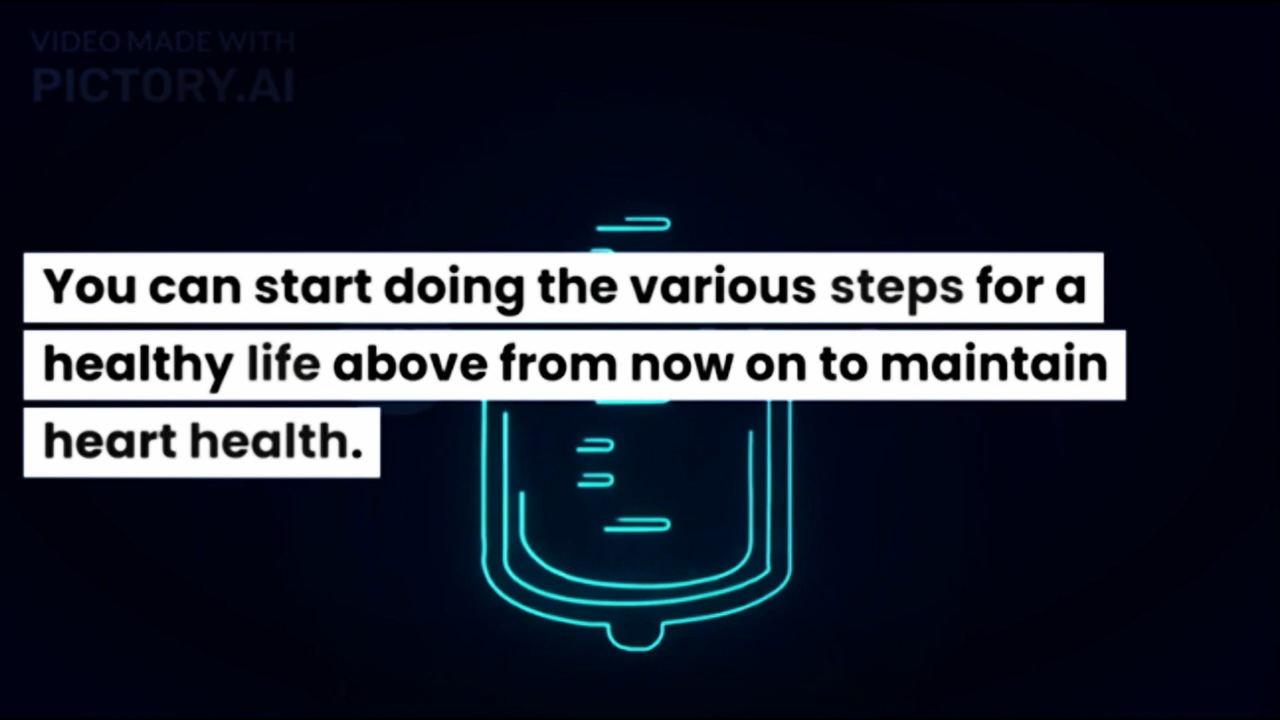 VIDEO MADE WITH
PICTORY.AI
You can start doing the various steps for a
healthy life above from now on to maintain
heart health.